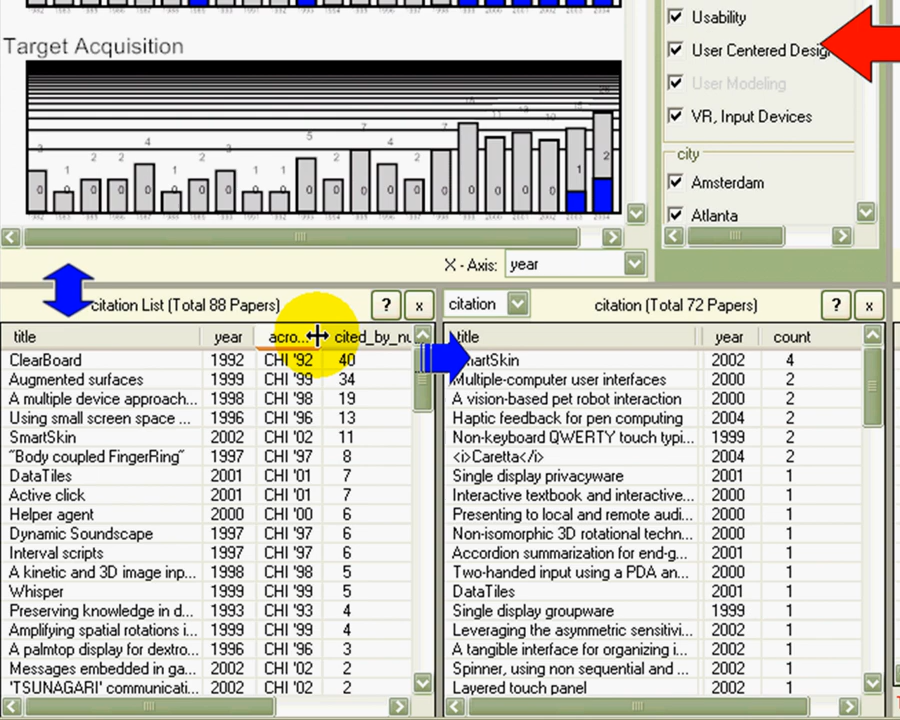 Usability
User Centered Desig
User Modeling
VR, Input Devices
city
Amsterdam
Atlanta
Target Acquisition
X - Axis: year
citation List (Total 88 Papers) ? x
title year acro... cited_by_nu
ClearBoard 1992 CHI '92 40
Augmented surfaces 1999 CHI '99 34
A multiple device approach... 1998 CHI '98 19
Using small screen space ... 1996 CHI '96 13
SmartSkin 2002 CHI '02 11
"Body coupled FingerRing" 1997 CHI '97 8
DataTiles 2001 CHI '01 7
Active click 2001 CHI '01 7
Helper agent 2000 CHI '00 6
Dynamic Soundscape 1997 CHI '97 6
Interval scripts 1997 CHI '97 6
A kinetic and 3D image inp... 1998 CHI '98 5
Whisper 1999 CHI '99 5
Preserving knowledge in d... 1993 CHI '93 4
Amplifying spatial rotations i... 1999 CHI '99 4
A palmtop display for dextro... 1996 CHI '96 3
Messages embedded in ga... 2002 CHI '02 2
'TSUNAGARI' communicati... 2002 CHI '02 2
citation citation (Total 72 Papers) ? x
title year count
martSkin 2002 4
Multiple-computer user interfaces 2000 2
A vision-based pet robot interaction 2000 2
Haptic feedback for pen computing 2004 2
Non-keyboard QWERTY touch typi... 1999 2
<i>Caretta</i> 2004 2
Single display privacyware 2001 1
Interactive textbook and interactive... 2000 1
Presenting to local and remote audi... 2000 1
Non-isomorphic 3D rotational techn... 2000 1
Accordion summarization for end-g... 2001 1
Two-handed input using a PDA an... 2000 1
DataTiles 2001 1
Single display groupware 1999 1
Leveraging the asymmetric sensitivi... 2002 1
A tangible interface for organizing i... 2002 1
Spinner, using non sequential and ... 2002 1
Layered touch panel 2002 1